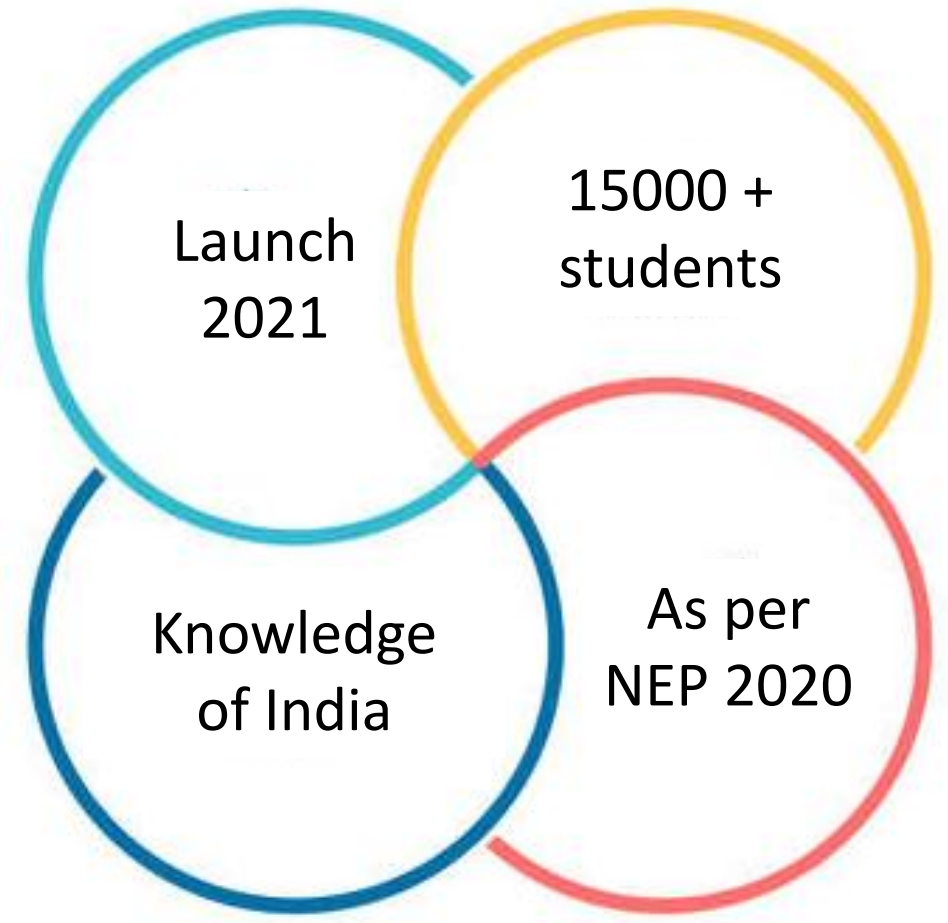 Launch
2021
15000 +
students
Knowledge
of India
As per
NEP 2020